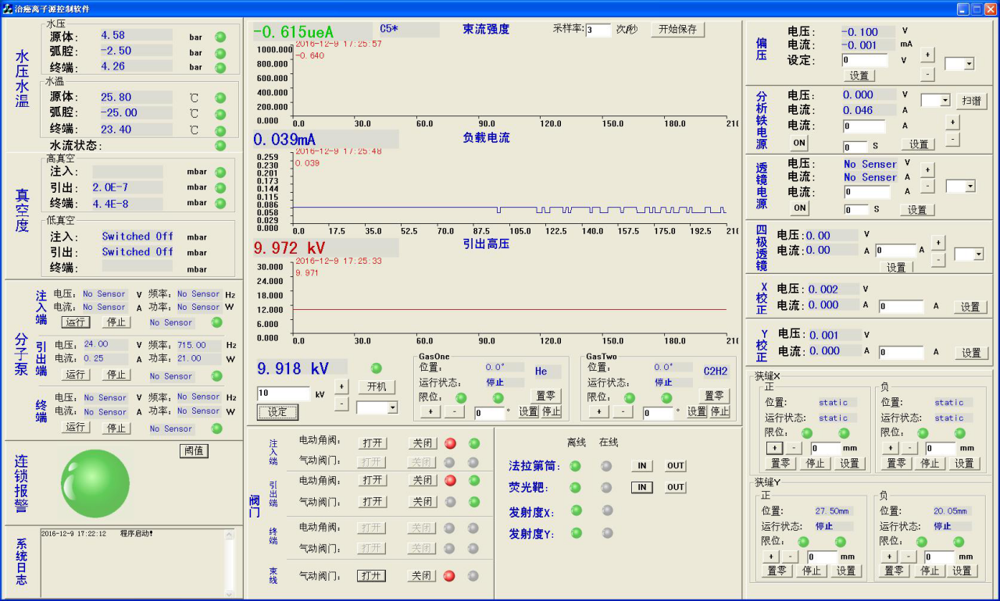 治癌离子源控制软件
水压水温
水压
源体: 4.58 bar
弧腔: -2.50 bar
终端: 4.26 bar
水温
源体: 25.80 ℃
弧腔: -25.00 ℃
终端: 23.40 ℃
水流状态:
真空度
高真空
注入: mbar
引出: 2.0E-7 mbar
终端: 4.4E-8 mbar
低真空
注入: Switched Off mbar
引出: Switched Off mbar
终端: mbar
分子泵
注入端
电压: No Sensor V 频率: No Sensor Hz
电流: No Sensor A 功率: No Sensor W
运行 停止 No Sensor
引出端
电压: 24.00 V 频率: 715.00 Hz
电流: 0.25 A 功率: 21.00 W
运行 停止 No Sensor
终端
电压: No Sensor V 频率: No Sensor Hz
电流: No Sensor A 功率: No Sensor W
运行 停止 No Sensor
连锁报警
阈值
系统日志
2016-12-9 17:22:12 程序启动!
-0.615ueA C5* 束流强度 采样率: 3 次/秒 开始保存
2016-12-9 17:25:57
-0.640
1000.000
800.000
600.000
400.000
200.000
0.000
0.0 30.0 60.0 90.0 120.0 150.0 180.0 210
0.039mA 负载电流
2016-12-9 17:25:48
0.039
0.259
0.230
0.201
0.173
0.144
0.115
0.086
0.058
0.029
0.000
0.0 17.5 35.0 52.5 70.0 87.5 105.0 122.5 140.0 157.5 175.0 192.5 210
9.972 kV 引出高压
2016-12-9 17:25:33
9.971
30.000
24.000
18.000
12.000
6.000
0.000
0.0 30.0 60.0 90.0 120.0 150.0 180.0 210
9.918 kV
10 kV + - 开机
设定
GasOne
位置: 0.0° He
运行状态: 停止
限位: 置零
+ - 0 ° 设置 停止
GasTwo
位置: 0.0° C2H2
运行状态: 停止
限位: 置零
+ - 0 ° 设置 停止
阀门
注入端
电动角阀: 打开 关闭
气动阀门: 打开 关闭
引出端
电动角阀: 打开 关闭
气动阀门: 打开 关闭
终端
电动角阀: 打开 关闭
气动阀门: 打开 关闭
束线
气动阀门: 打开 关闭
离线 在线
法拉第筒: IN OUT
荧光靶: IN OUT
发射度X:
发射度Y:
偏压
电压: -0.100 V
电流: -0.001 mA
设定: 0 V + -
设置
分析铁电源
电压: 0.000 V 扫谱
电流: 0.046 A
电流: 0 A + -
ON 0 S 设置
透镜电源
电压: No Senser V
电流: No Senser A
电流: 0 A + -
ON 0 S 设置
四极透镜
电压: 0.00 V
电流: 0.00 A 0 A + -
设置
X校正
电压: 0.002 V
电流: 0.000 A 0 A 设置
Y校正
电压: 0.001 V
电流: 0.000 A 0 A 设置
狭缝X
正
位置: static
运行状态: static
限位:
+ - 0 mm
置零 停止 设置
负
位置: static
运行状态: static
限位:
+ - 0 mm
置零 停止 设置
狭缝Y
正
位置: 27.50mm
运行状态: 停止
限位:
+ - 0 mm
置零 停止 设置
负
位置: 20.05mm
运行状态: 停止
限位:
+ - 0 mm
置零 停止 设置